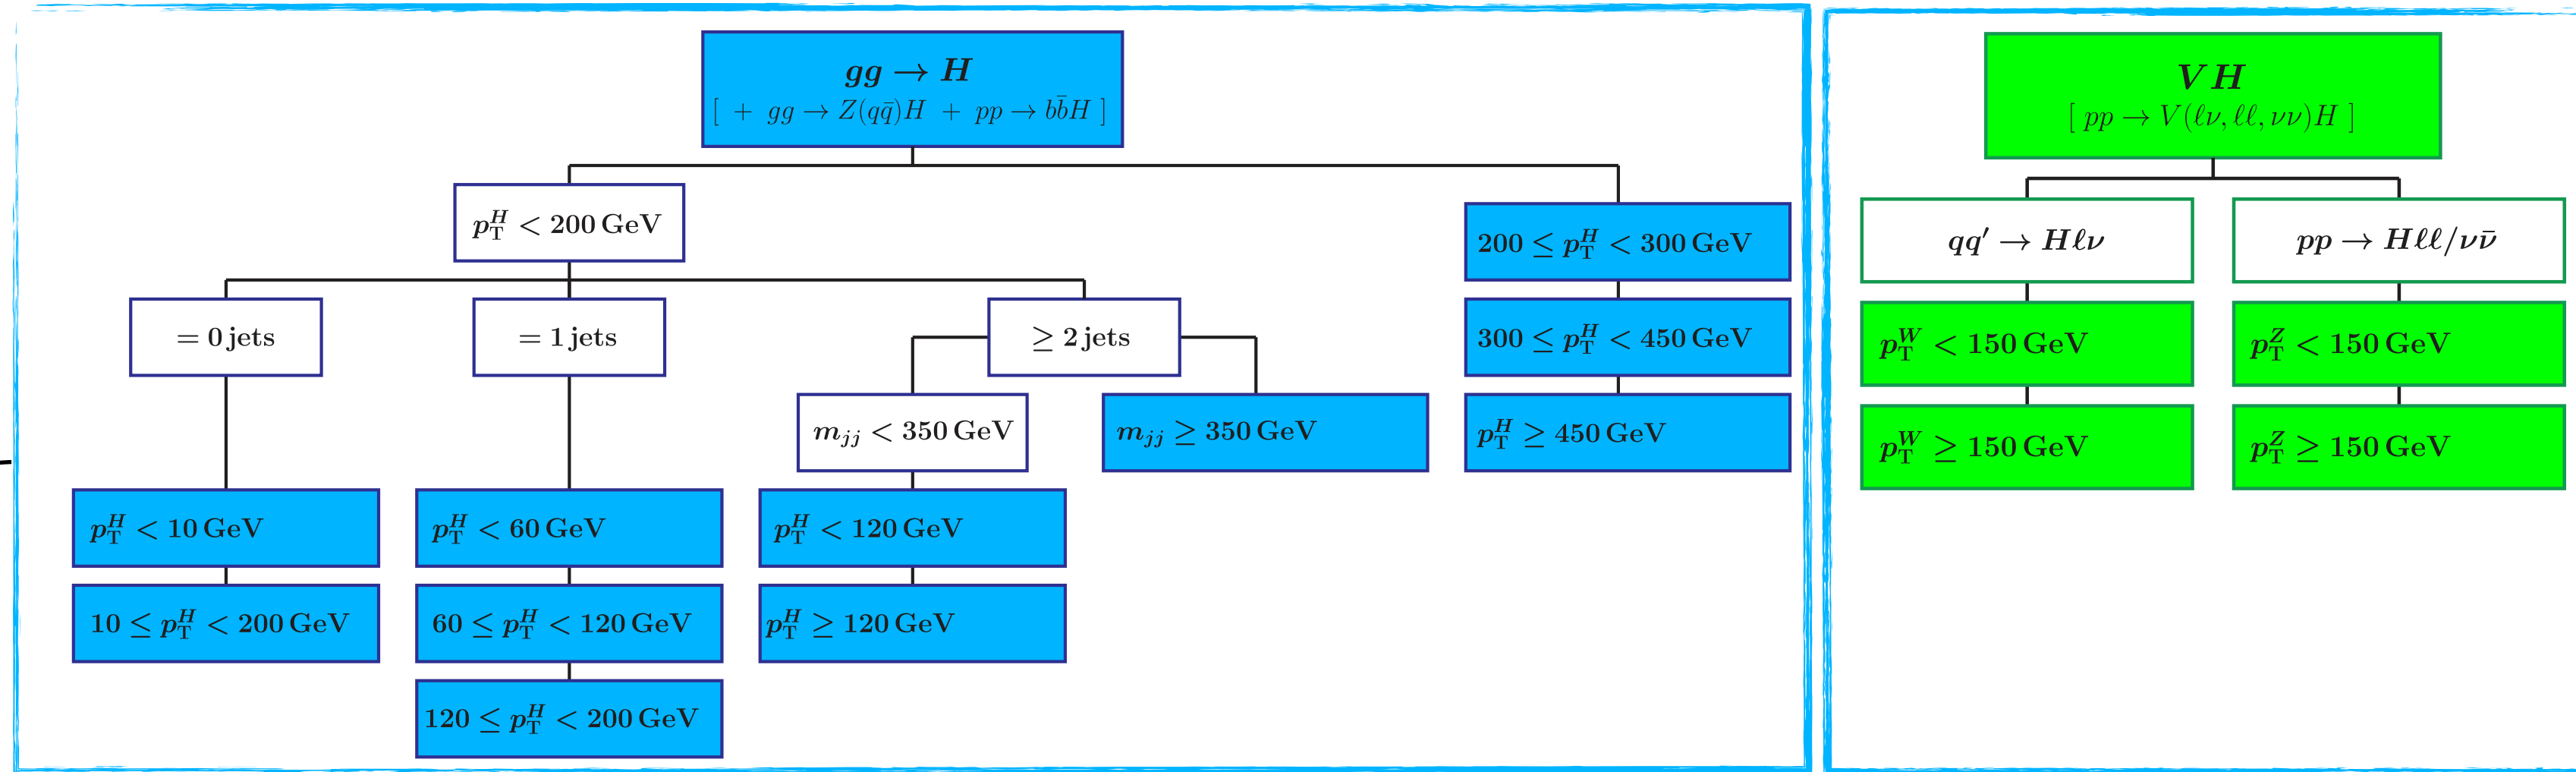 gg → H
[ + gg → Z(qq̄)H + pp → bb̄H ]
p_T^H < 200 GeV
= 0 jets
= 1 jets
≥ 2 jets
m_jj < 350 GeV
m_jj ≥ 350 GeV
p_T^H < 10 GeV
10 ≤ p_T^H < 200 GeV
p_T^H < 60 GeV
60 ≤ p_T^H < 120 GeV
120 ≤ p_T^H < 200 GeV
p_T^H < 120 GeV
p_T^H ≥ 120 GeV
200 ≤ p_T^H < 300 GeV
300 ≤ p_T^H < 450 GeV
p_T^H ≥ 450 GeV
VH
[ pp → V(ℓν, ℓℓ, νν)H ]
qq′ → Hℓν
p_T^W < 150 GeV
p_T^W ≥ 150 GeV
pp → Hℓℓ/νν̄
p_T^Z < 150 GeV
p_T^Z ≥ 150 GeV